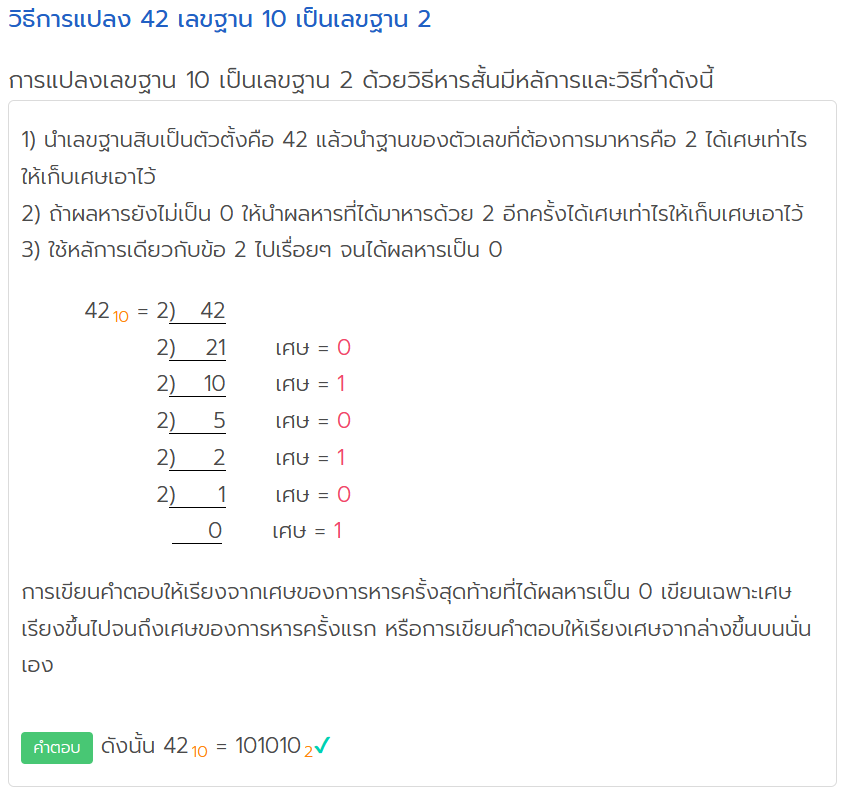 วิธีการแปลง 42 เลขฐาน 10 เป็นเลขฐาน 2
การแปลงเลขฐาน 10 เป็นเลขฐาน 2 ด้วยวิธีหารสั้นมีหลัการและวิธีทำดังนี้
1) นำเลขฐานสิบเป็นตัวตั้งคือ 42 แล้วนำฐานของตัวเลขที่ต้องการมาหารคือ 2 ได้เศษเท่าไร
ให้เก็บเศษเอาไว้
2) ถ้าผลหารยังไม่เป็น 0 ให้นำผลหารที่ได้มาหารด้วย 2 อีกครั้งได้เศษเท่าไรให้เก็บเศษเอาไว้
3) ใช้หลักการเดียวกับข้อ 2 ไปเรื่อยๆ จนได้ผลหารเป็น 0
42 10 = 2) 42
2) 21 เศษ = 0
2) 10 เศษ = 1
2) 5 เศษ = 0
2) 2 เศษ = 1
2) 1 เศษ = 0
0 เศษ = 1
การเขียนคำตอบให้เรียงจากเศษของการหารครั้งสุดท้ายที่ได้ผลหารเป็น 0 เขียนเฉพาะเศษ
เรียงขึ้นไปจนถึงเศษของการหารครั้งแรก หรือการเขียนคำตอบให้เรียงเศษจากล่างขึ้นบนนั่น
เอง
คำตอบ ดังนั้น 42 10 = 101010 2✓